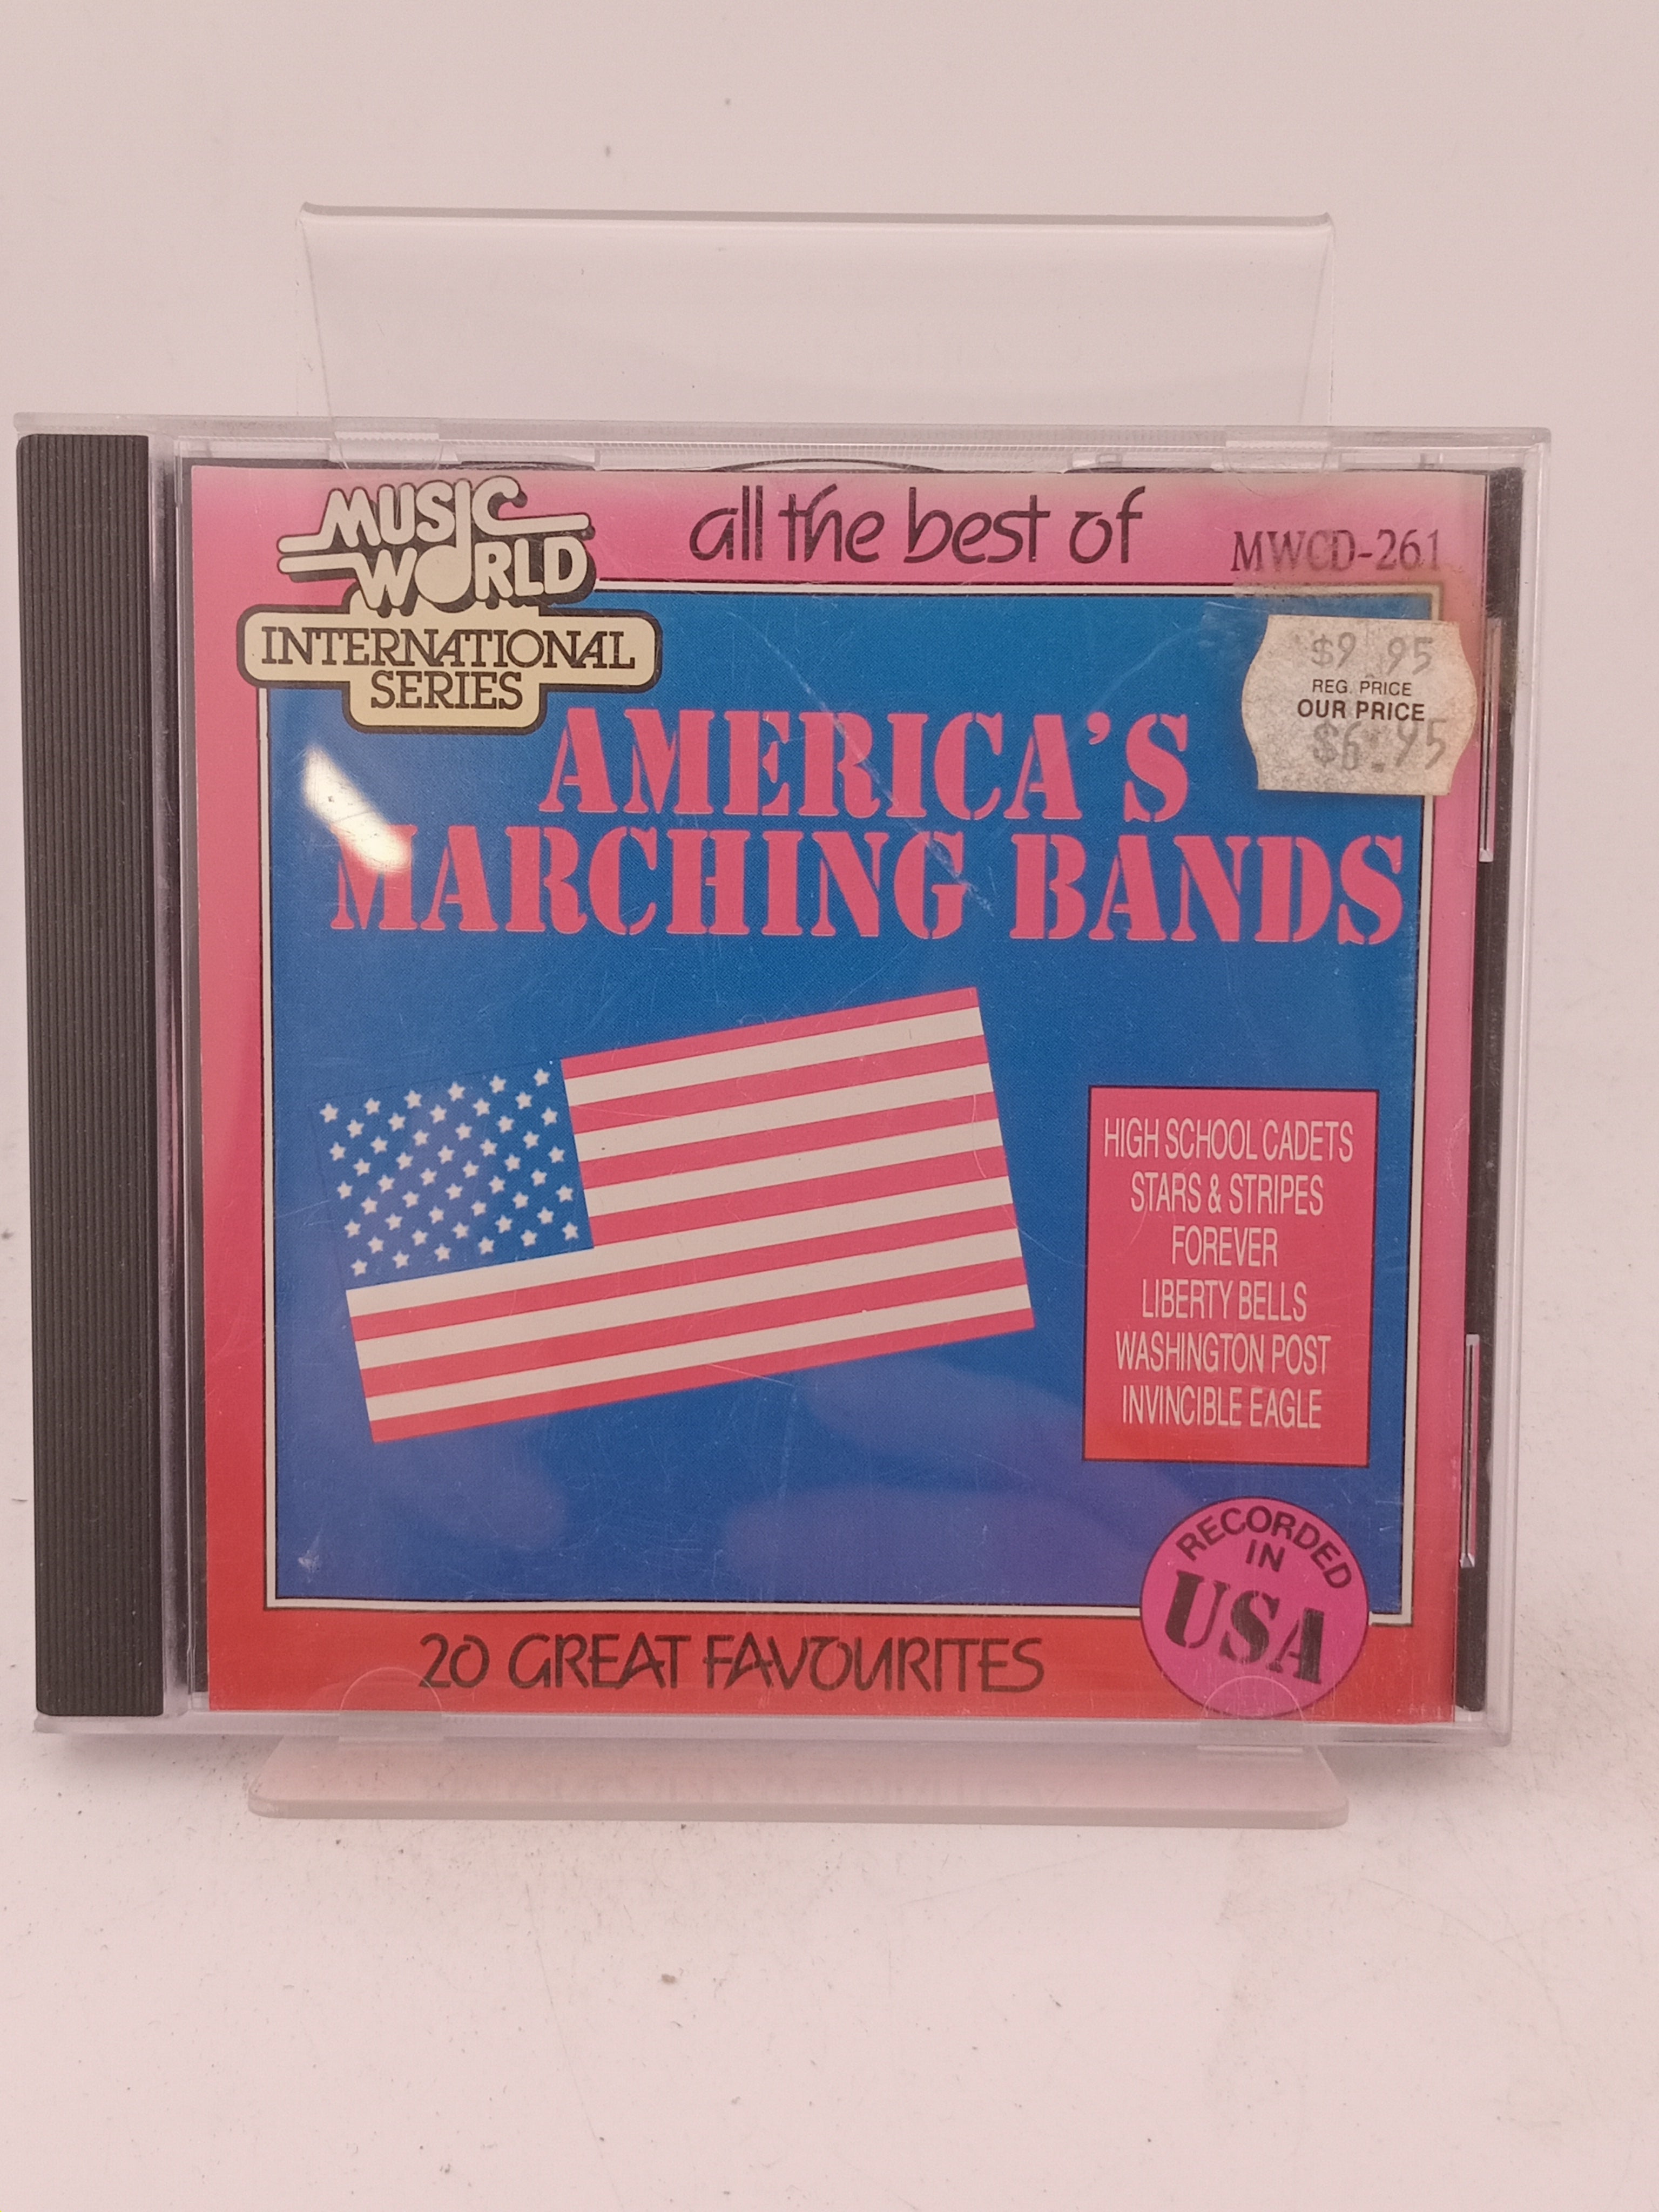 MUSIC
WORLD
INTERNATIONAL
SERIES
all the best of
MWCD-261
$9.95
REG. PRICE
OUR PRICE
$6.95
AMERICA'S
MARCHING BANDS
HIGH SCHOOL CADETS
STARS & STRIPES
FOREVER
LIBERTY BELLS
WASHINGTON POST
INVINCIBLE EAGLE
RECORDED
IN
USA
20 GREAT FAVOURITES